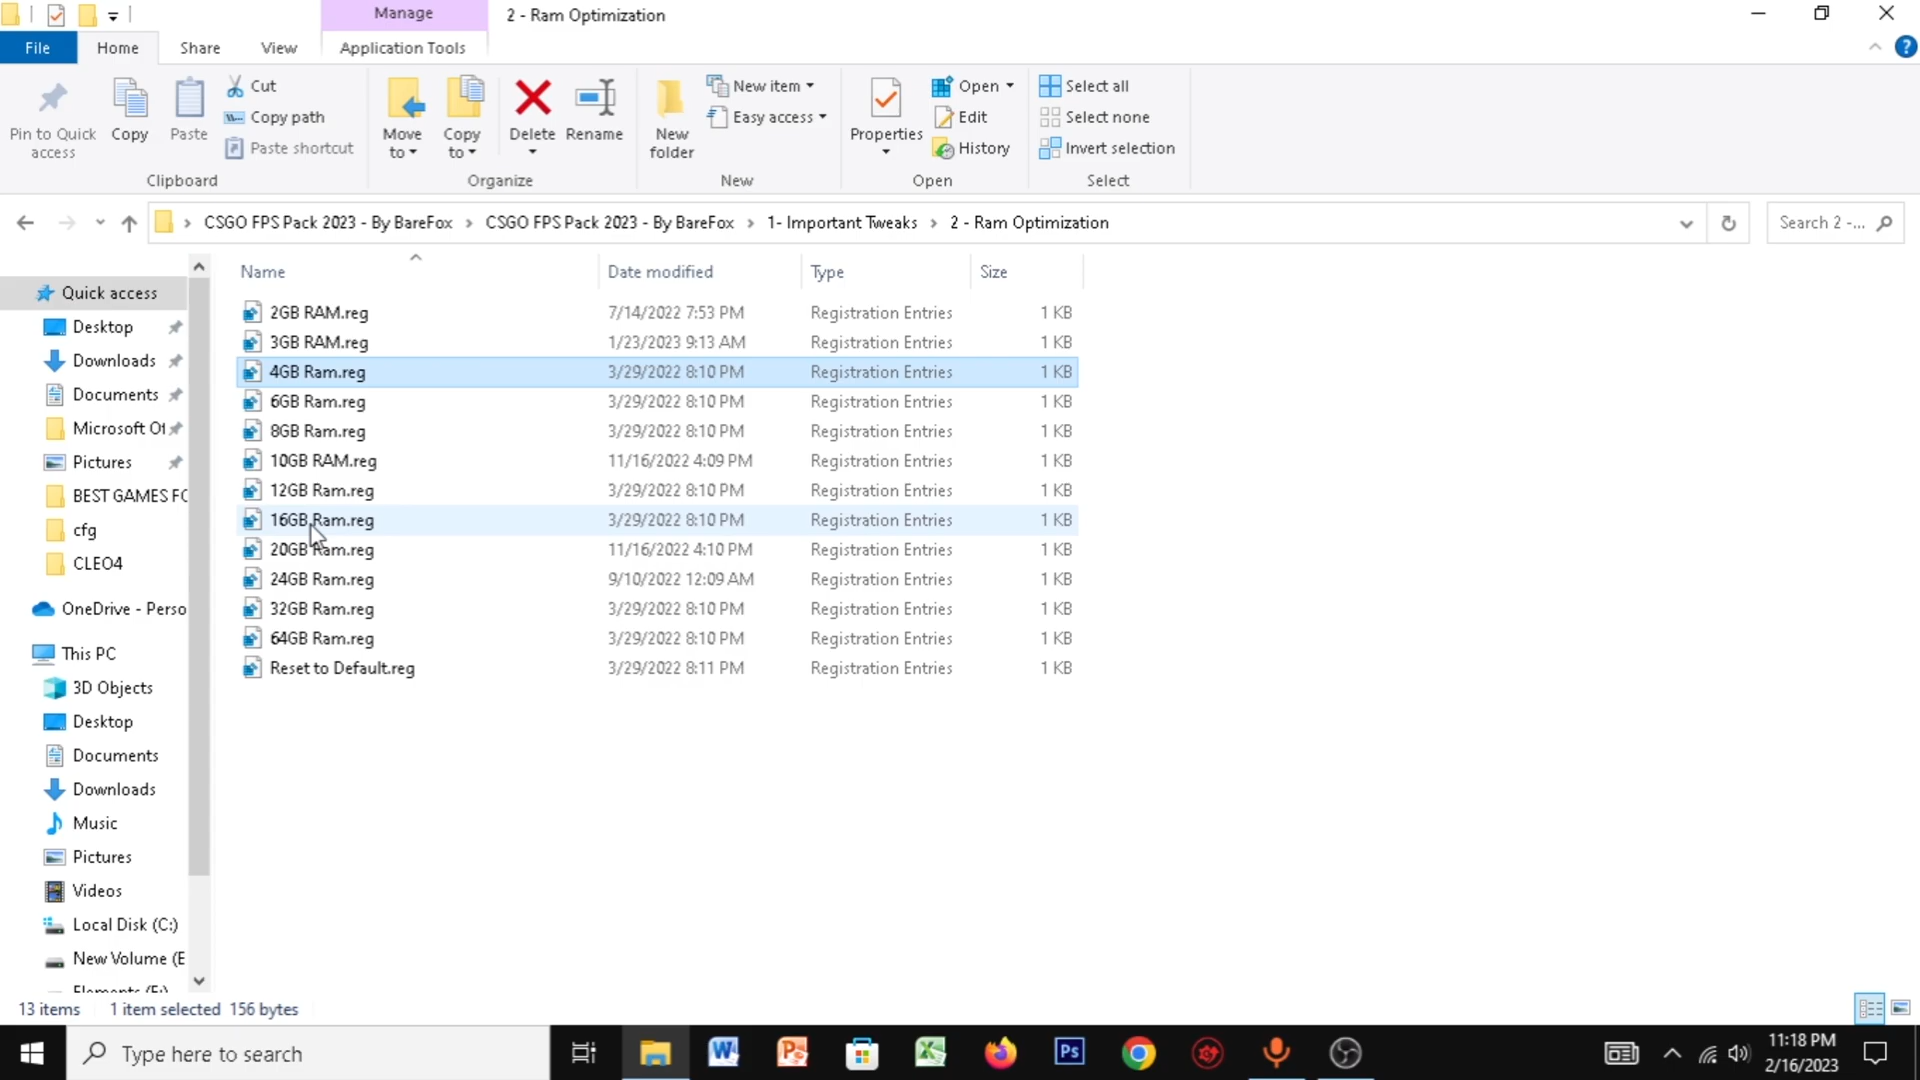 Manage
2 - Ram Optimization
File
Home
Share
View
Application Tools
Pin to Quick access
Copy
Paste
Cut
Copy path
Paste shortcut
Clipboard
Move to
Copy to
Delete
Rename
Organize
New folder
New item
Easy access
New
Properties
Open
Edit
History
Open
Select all
Select none
Invert selection
Select
CSGO FPS Pack 2023 - By BareFox › CSGO FPS Pack 2023 - By BareFox › 1- Important Tweaks › 2 - Ram Optimization
Search 2 -...
Name Date modified Type Size
2GB RAM.reg 7/14/2022 7:53 PM Registration Entries 1 KB
3GB RAM.reg 1/23/2023 9:13 AM Registration Entries 1 KB
4GB Ram.reg 3/29/2022 8:10 PM Registration Entries 1 KB
6GB Ram.reg 3/29/2022 8:10 PM Registration Entries 1 KB
8GB Ram.reg 3/29/2022 8:10 PM Registration Entries 1 KB
10GB RAM.reg 11/16/2022 4:09 PM Registration Entries 1 KB
12GB Ram.reg 3/29/2022 8:10 PM Registration Entries 1 KB
16GB Ram.reg 3/29/2022 8:10 PM Registration Entries 1 KB
20GB Ram.reg 11/16/2022 4:10 PM Registration Entries 1 KB
24GB Ram.reg 9/10/2022 12:09 AM Registration Entries 1 KB
32GB Ram.reg 3/29/2022 8:10 PM Registration Entries 1 KB
64GB Ram.reg 3/29/2022 8:10 PM Registration Entries 1 KB
Reset to Default.reg 3/29/2022 8:11 PM Registration Entries 1 KB
Quick access
Desktop
Downloads
Documents
Microsoft Of
Pictures
BEST GAMES FO
cfg
CLEO4
OneDrive - Perso
This PC
3D Objects
Desktop
Documents
Downloads
Music
Pictures
Videos
Local Disk (C:)
New Volume (E
13 items 1 item selected 156 bytes
Type here to search
11:18 PM
2/16/2023